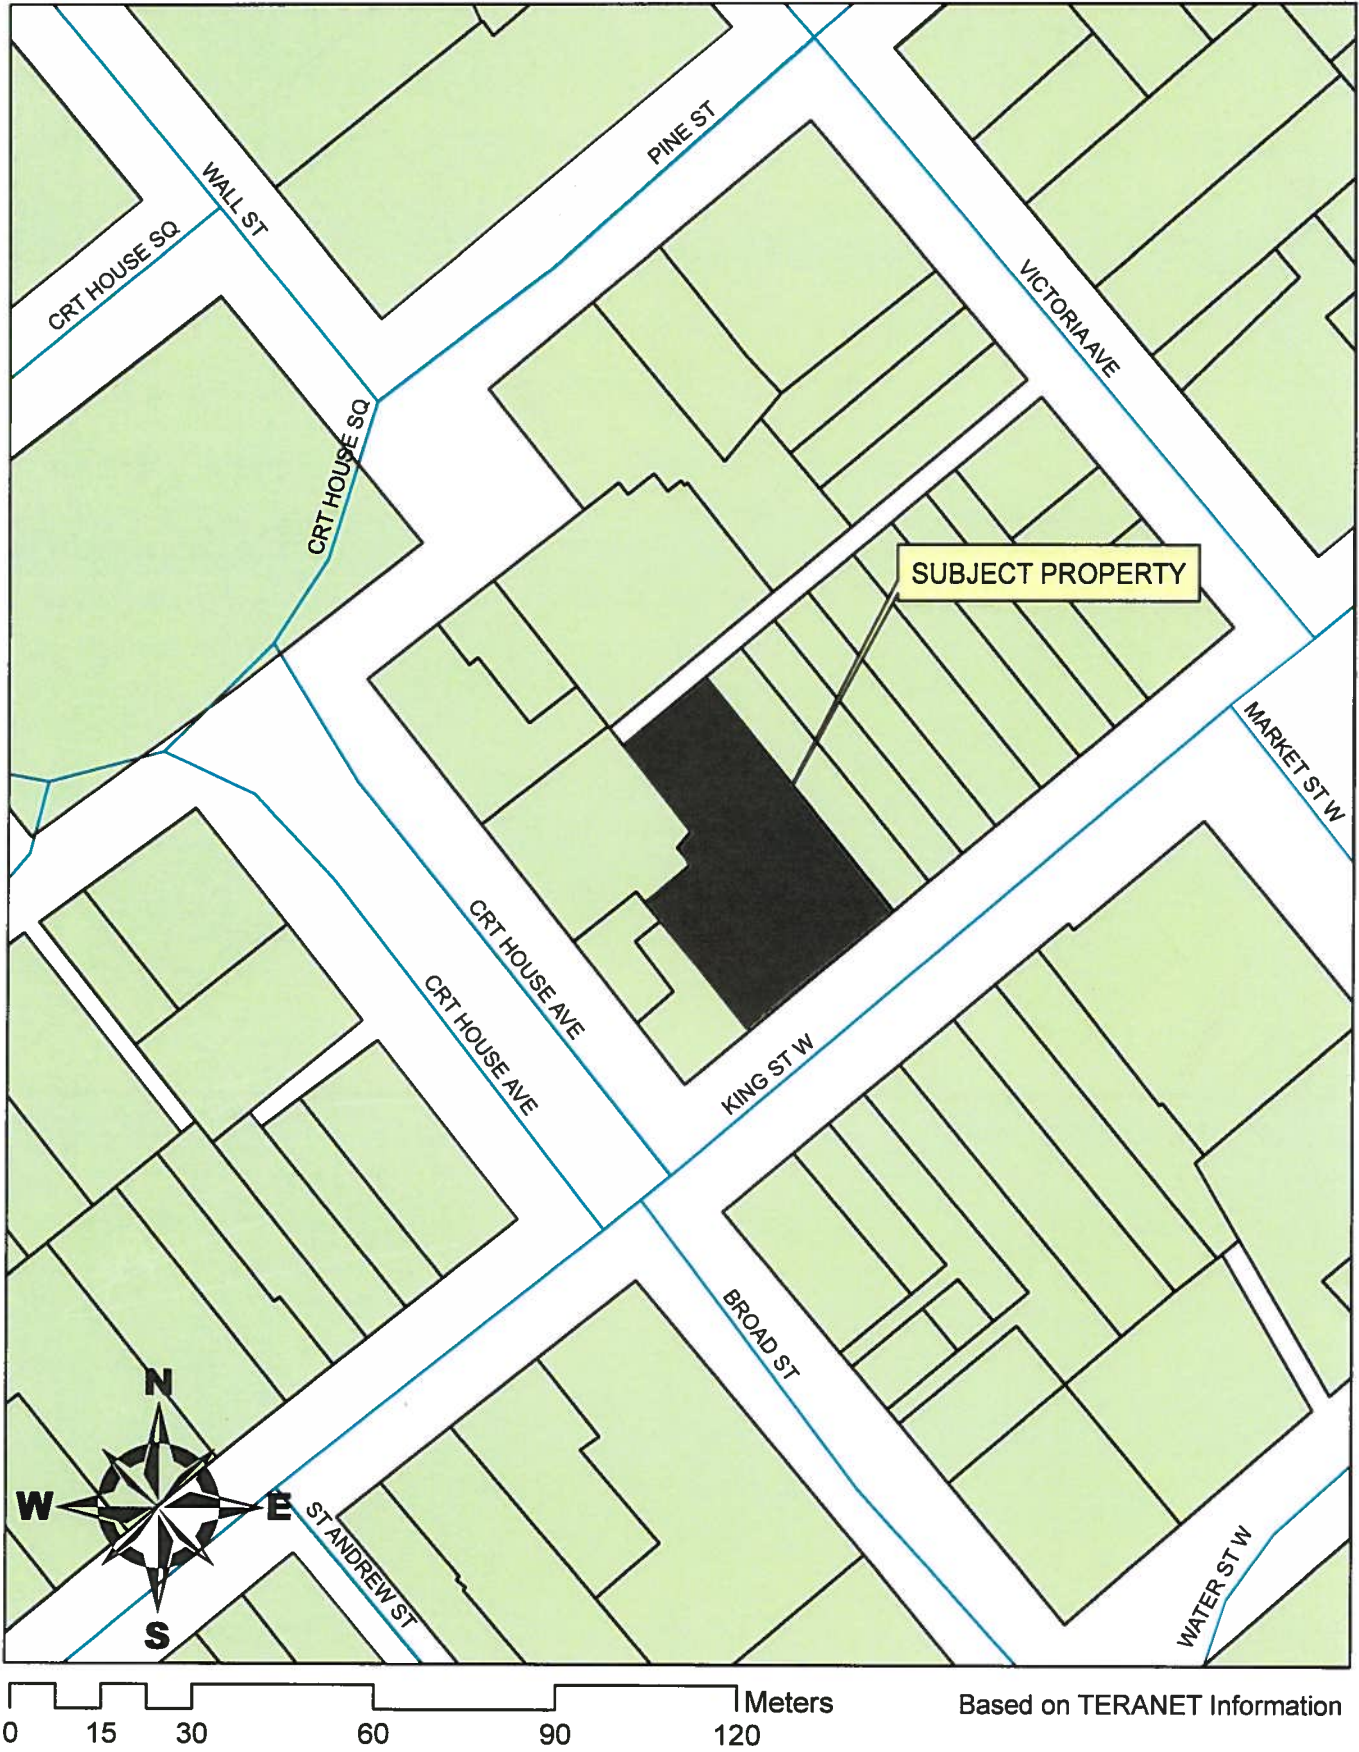 PINE ST
WALL ST
CRT HOUSE SQ
VICTORIA AVE
CRT HOUSE SQ
SUBJECT PROPERTY
MARKET ST W
CRT HOUSE AVE
CRT HOUSE AVE
KING ST W
BROAD ST
N
W
E
S
ST ANDREW ST
WATER ST W
Meters
Based on TERANET Information
0 15 30 60 90 120